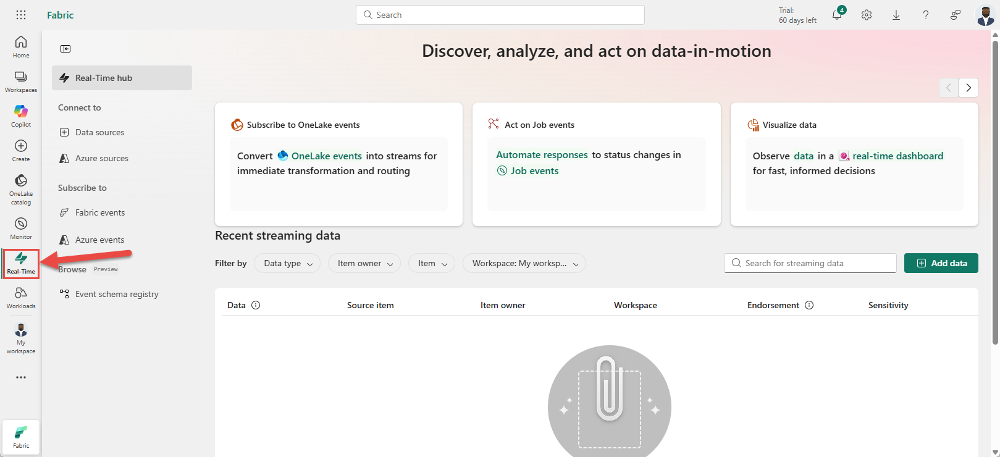 Fabric
Search
Trial:
60 days left
4
Home
Workspaces
Copilot
Create
OneLake
catalog
Monitor
Real-Time
Workloads
My
workspace
Fabric
Real-Time hub
Connect to
Data sources
Azure sources
Subscribe to
Fabric events
Azure events
Browse Preview
Event schema registry
Discover, analyze, and act on data-in-motion
Subscribe to OneLake events
Convert OneLake events into streams for
immediate transformation and routing
Act on Job events
Automate responses to status changes in
Job events
Visualize data
Observe data in a real-time dashboard
for fast, informed decisions
Recent streaming data
Filter by Data type Item owner Item Workspace: My worksp... Search for streaming data Add data
Data Source item Item owner Workspace Endorsement Sensitivity